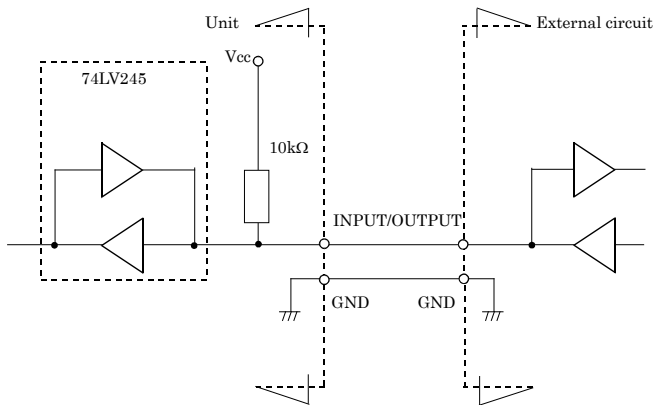 Unit
External circuit
Vcc
74LV245
10kΩ
INPUT/OUTPUT
GND
GND